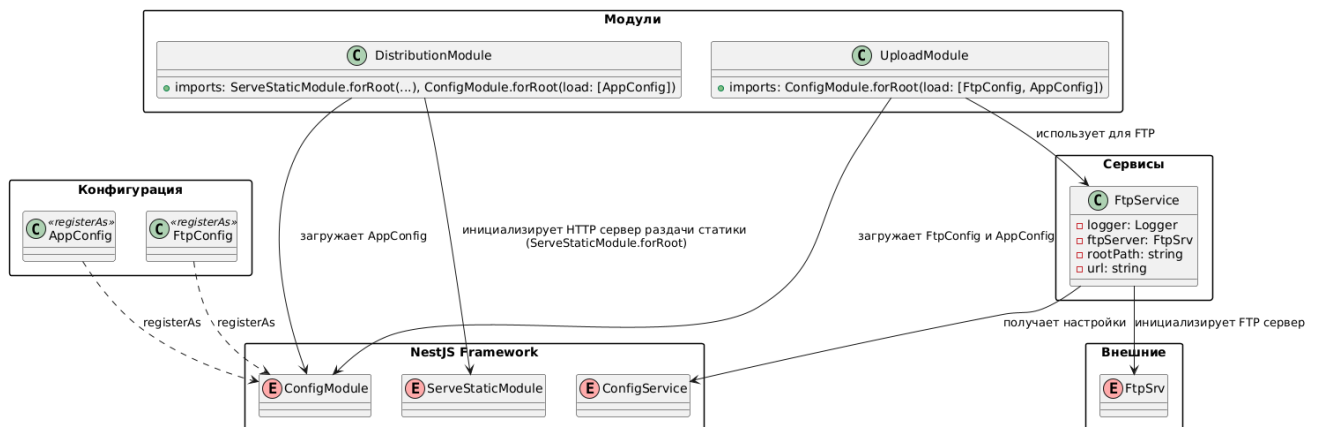 Модули
C DistributionModule
imports: ServeStaticModule.forRoot(...), ConfigModule.forRoot(load: [AppConfig])
C UploadModule
imports: ConfigModule.forRoot(load: [FtpConfig, AppConfig])
использует для FTP
Конфигурация
C «registerAs»
AppConfig
C «registerAs»
FtpConfig
Сервисы
C FtpService
logger: Logger
ftpServer: FtpSrv
rootPath: string
url: string
загружает AppConfig
инициализирует HTTP сервер раздачи статики
(ServeStaticModule.forRoot)
загружает FtpConfig и AppConfig
registerAs
registerAs
получает настройки
инициализирует FTP сервер
NestJS Framework
E ConfigModule
E ServeStaticModule
E ConfigService
Внешние
E FtpSrv